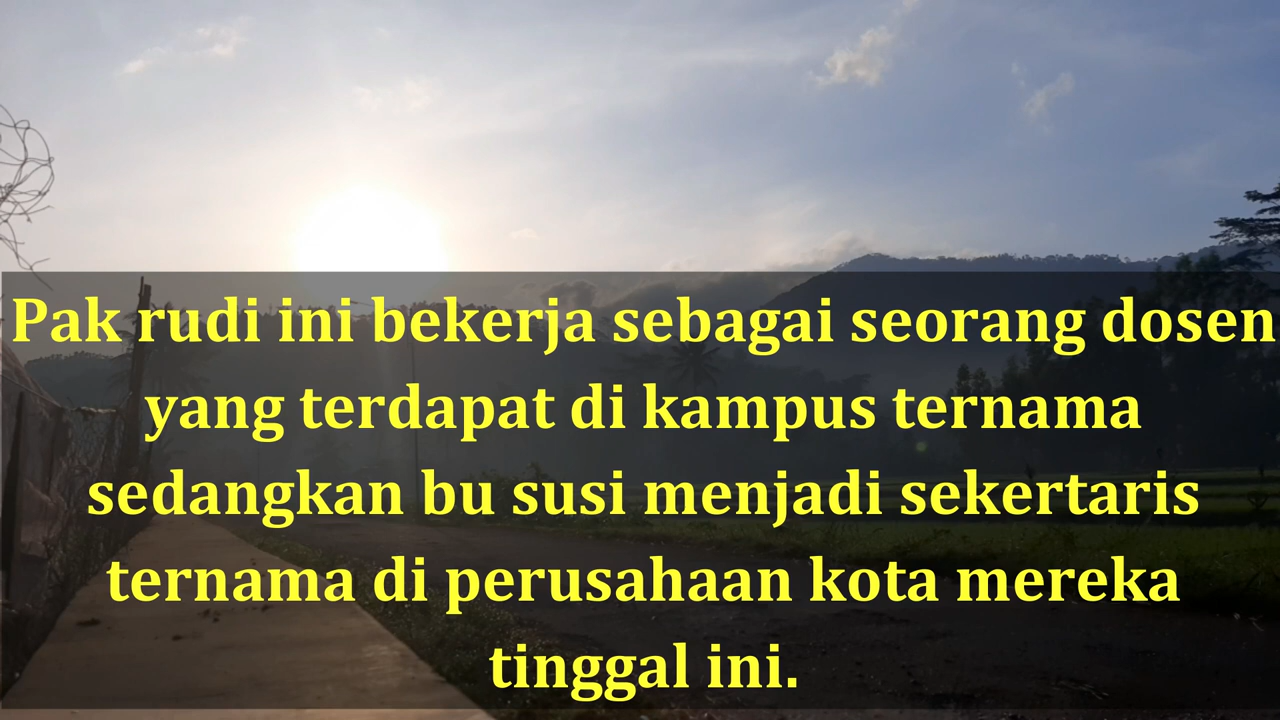 Pak rudi ini bekerja sebagai seorang dosen
yang terdapat di kampus ternama
sedangkan bu susi menjadi sekertaris
ternama di perusahaan kota mereka
tinggal ini.